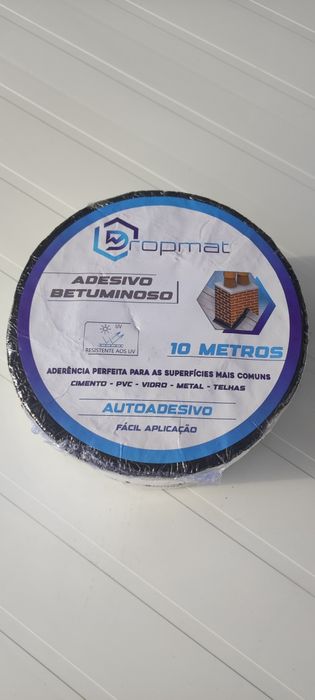 Dropmat
ADESIVO
BETUMINOSO
UV
RESISTENTE AOS UV
10 METROS
ADERÊNCIA PERFEITA PARA AS SUPERFÍCIES MAIS COMUNS
CIMENTO - PVC - VIDRO - METAL - TELHAS
AUTOADESIVO
FÁCIL APLICAÇÃO